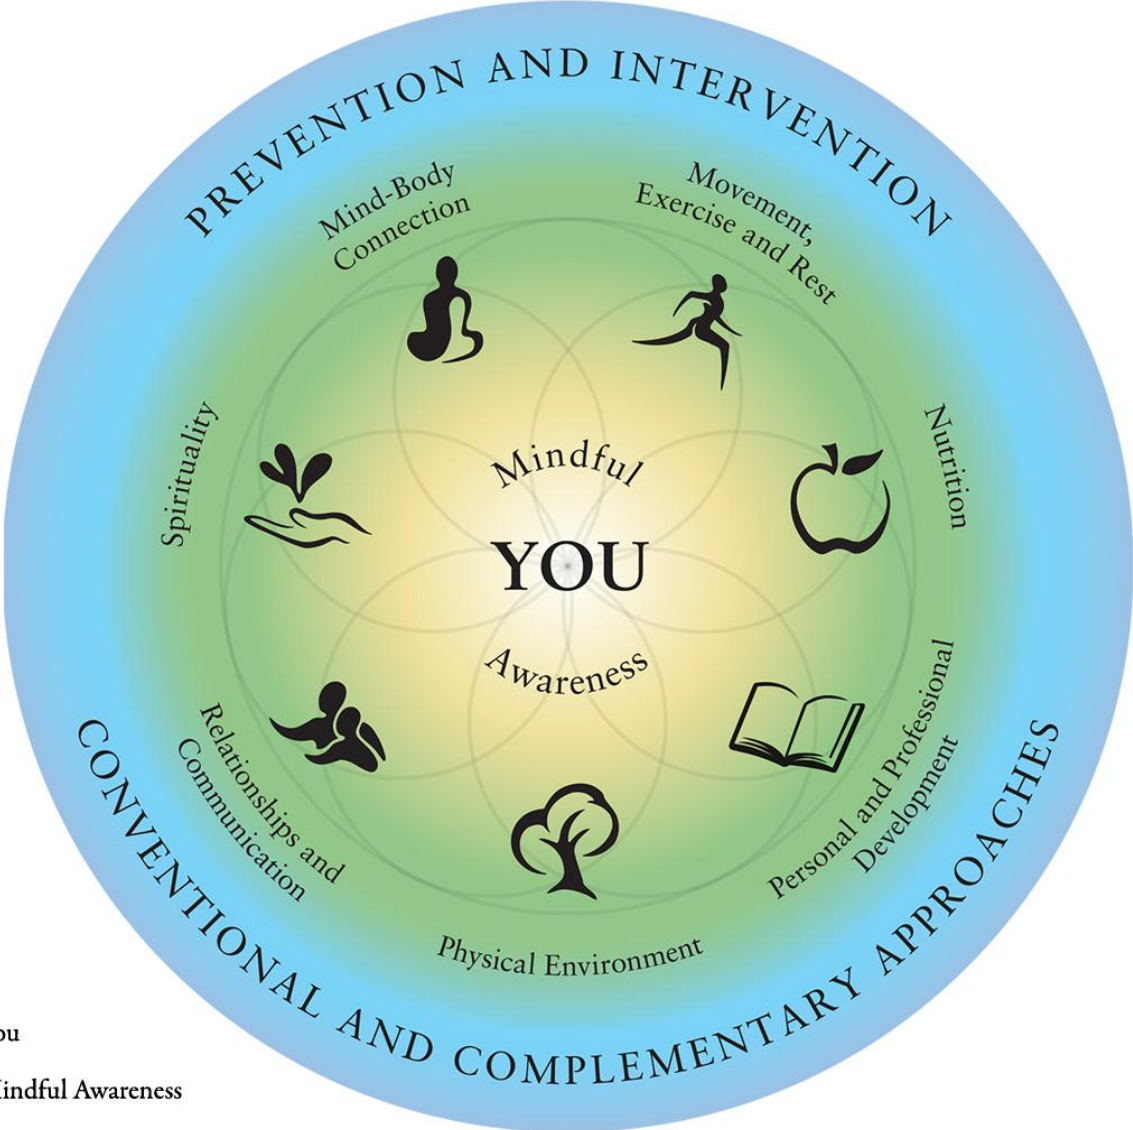 PREVENTION AND INTERVENTION
Mind-Body
Connection
Movement,
Exercise and Rest
Spirituality
Nutrition
Mindful
YOU
Awareness
Relationships and
Communication
Personal and Professional
Development
Physical Environment
CONVENTIONAL AND COMPLEMENTARY APPROACHES
ou
indful Awareness